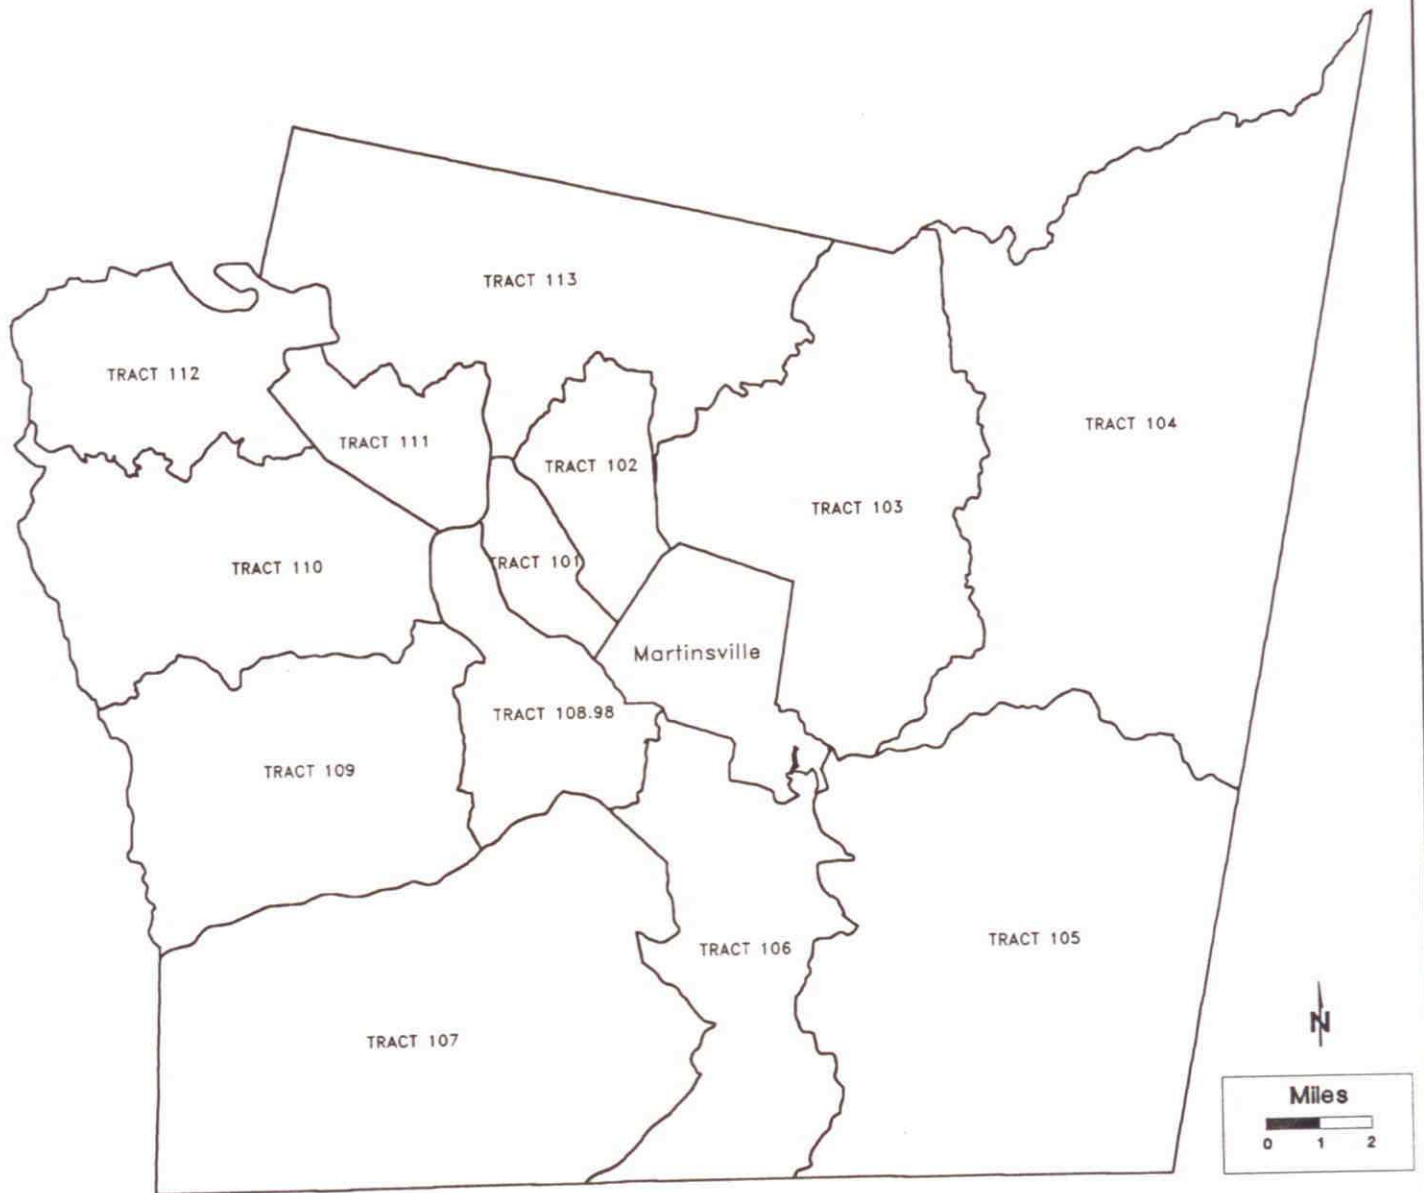 TRACT 113
TRACT 112
TRACT 104
TRACT 111
TRACT 102
TRACT 103
TRACT 101
TRACT 110
Martinsville
TRACT 108.98
TRACT 109
TRACT 105
TRACT 106
TRACT 107
N
Miles
0 1 2